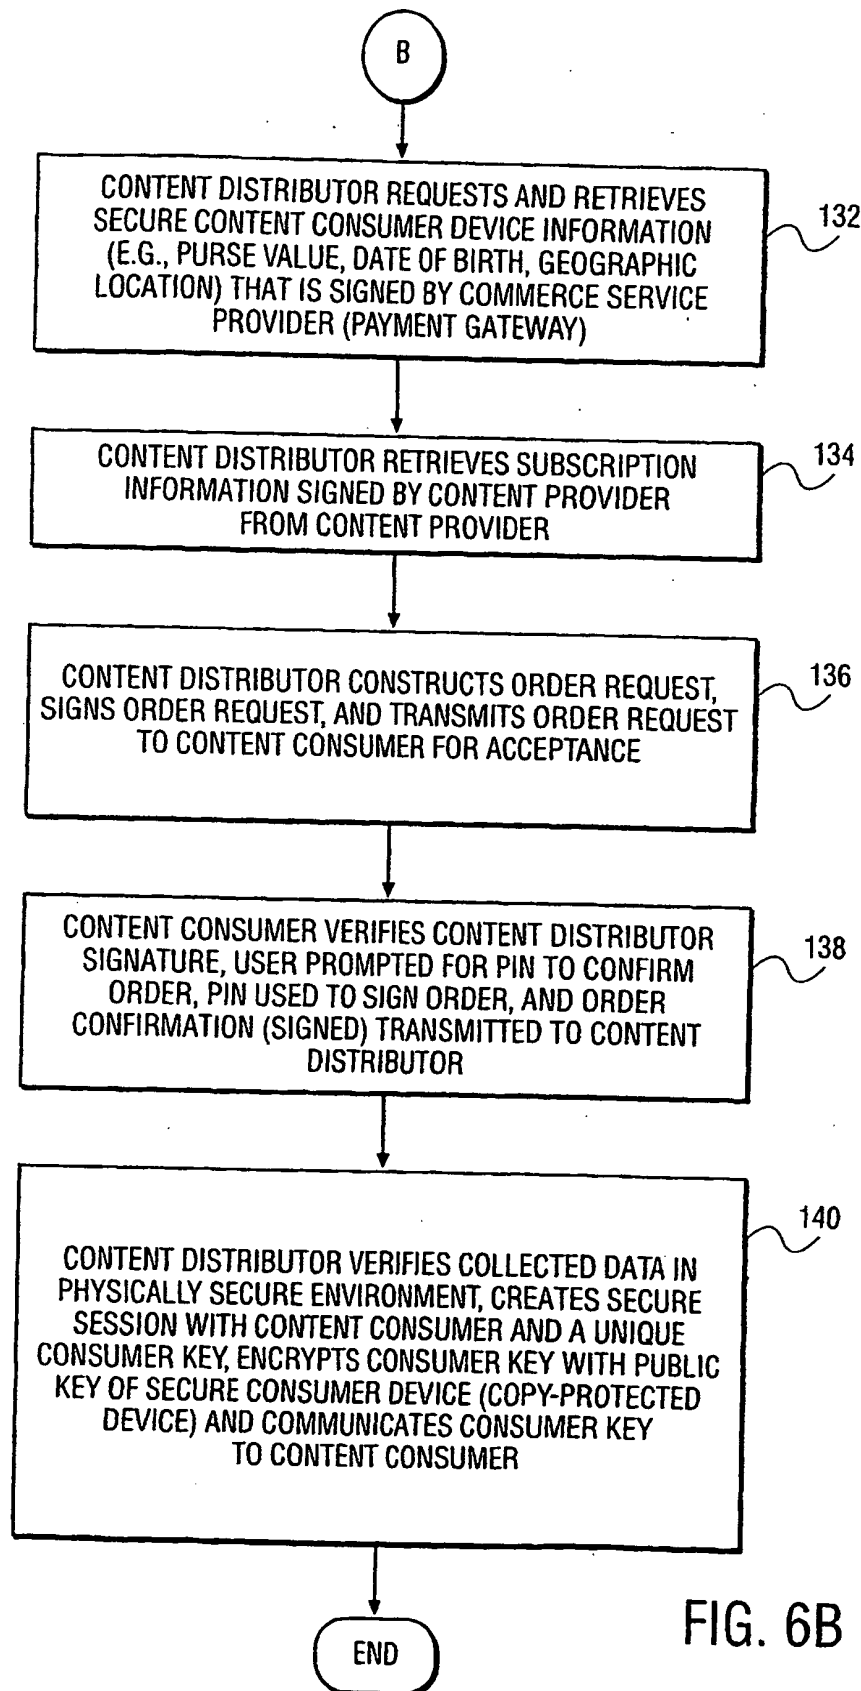 B
CONTENT DISTRIBUTOR REQUESTS AND RETRIEVES
SECURE CONTENT CONSUMER DEVICE INFORMATION
(E.G., PURSE VALUE, DATE OF BIRTH, GEOGRAPHIC
LOCATION) THAT IS SIGNED BY COMMERCE SERVICE
PROVIDER (PAYMENT GATEWAY)
132
CONTENT DISTRIBUTOR RETRIEVES SUBSCRIPTION
INFORMATION SIGNED BY CONTENT PROVIDER
FROM CONTENT PROVIDER
134
CONTENT DISTRIBUTOR CONSTRUCTS ORDER REQUEST,
SIGNS ORDER REQUEST, AND TRANSMITS ORDER REQUEST
TO CONTENT CONSUMER FOR ACCEPTANCE
136
CONTENT CONSUMER VERIFIES CONTENT DISTRIBUTOR
SIGNATURE, USER PROMPTED FOR PIN TO CONFIRM
ORDER, PIN USED TO SIGN ORDER, AND ORDER
CONFIRMATION (SIGNED) TRANSMITTED TO CONTENT
DISTRIBUTOR
138
CONTENT DISTRIBUTOR VERIFIES COLLECTED DATA IN
PHYSICALLY SECURE ENVIRONMENT, CREATES SECURE
SESSION WITH CONTENT CONSUMER AND A UNIQUE
CONSUMER KEY, ENCRYPTS CONSUMER KEY WITH PUBLIC
KEY OF SECURE CONSUMER DEVICE (COPY-PROTECTED
DEVICE) AND COMMUNICATES CONSUMER KEY
TO CONTENT CONSUMER
140
END
FIG. 6B